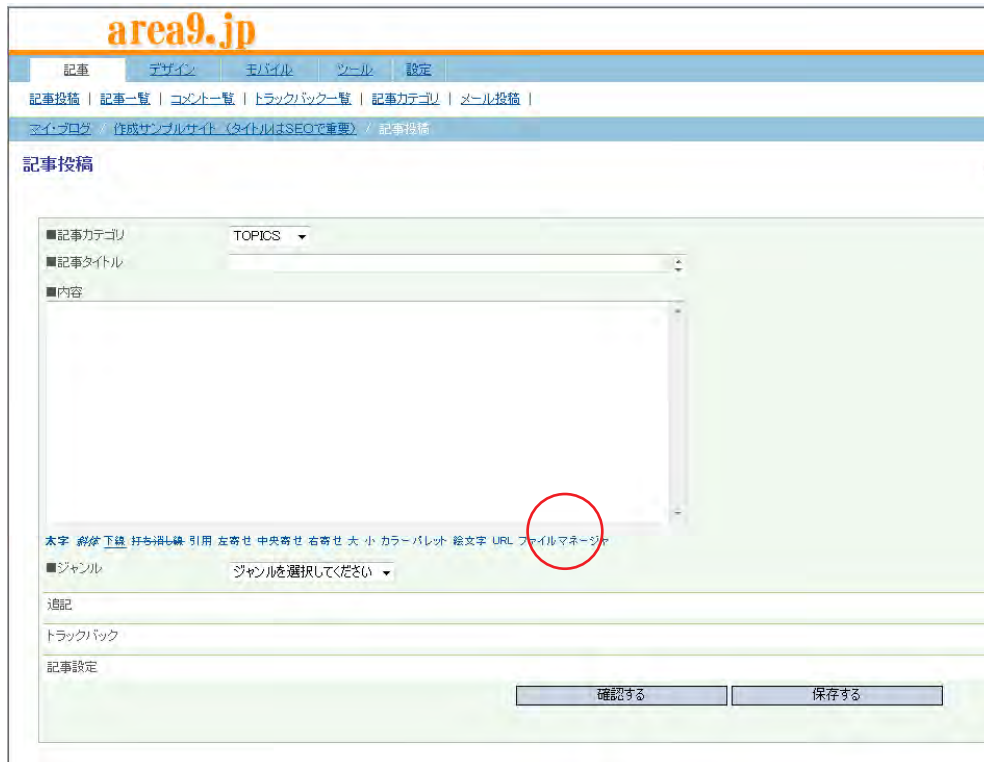 area9.jp
記事 デザイン モバイル ツール 設定
記事投稿 | 記事一覧 | コメント一覧 | トラックバック一覧 | 記事カテゴリ | メール投稿 |
マイ・ブログ / 作成サンプルサイト（タイトルはSEOで重要） / 記事投稿
記事投稿
■記事カテゴリ TOPICS
■記事タイトル
■内容
太字 斜体 下線 打ち消し線 引用 左寄せ 中央寄せ 右寄せ 大 小 カラーパレット 絵文字 URL ファイルマネージャ
■ジャンル ジャンルを選択してください
追記
トラックバック
記事設定
確認する 保存する